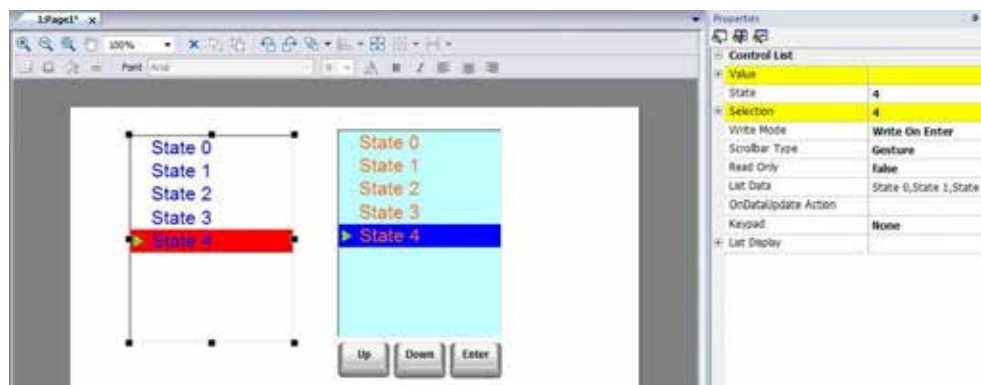 1:Page1* x
Properties
100%
Font Arial
Control List
Value
State 4
Selection 4
Write Mode Write On Enter
Scrollbar Type Gesture
Read Only false
List Data State 0,State 1,State
OnDataUpdate Action
Keypad None
List Display
State 0
State 1
State 2
State 3
State 4
State 0
State 1
State 2
State 3
State 4
Up Down Enter